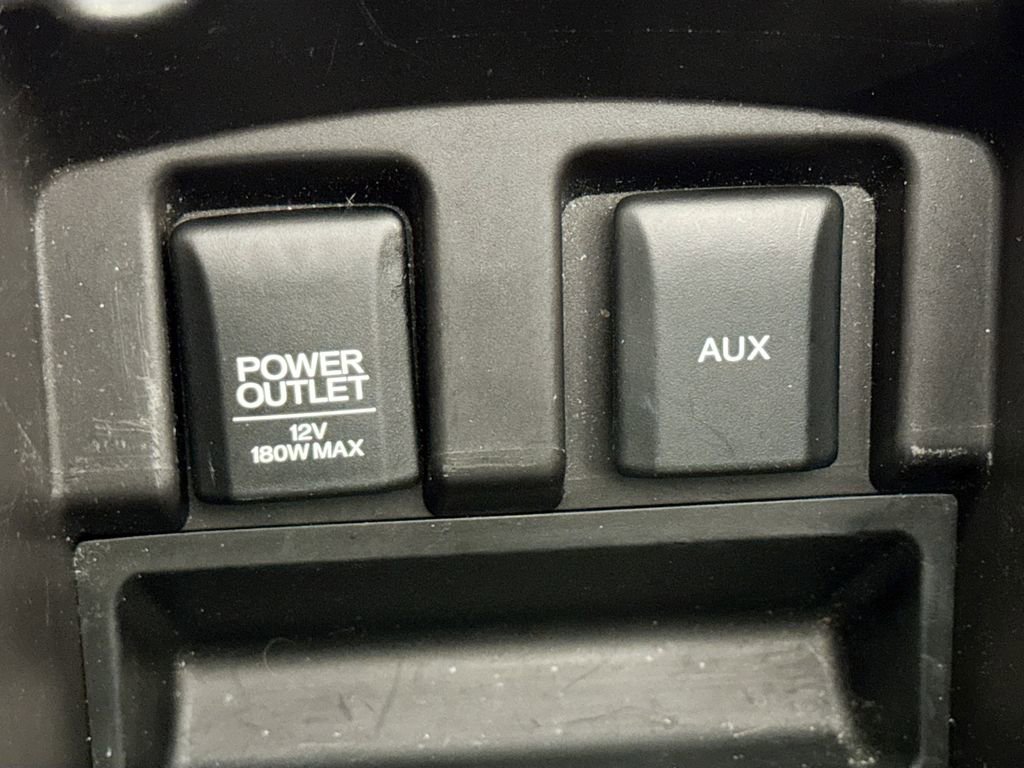 POWER
OUTLET
12V
180W MAX
AUX